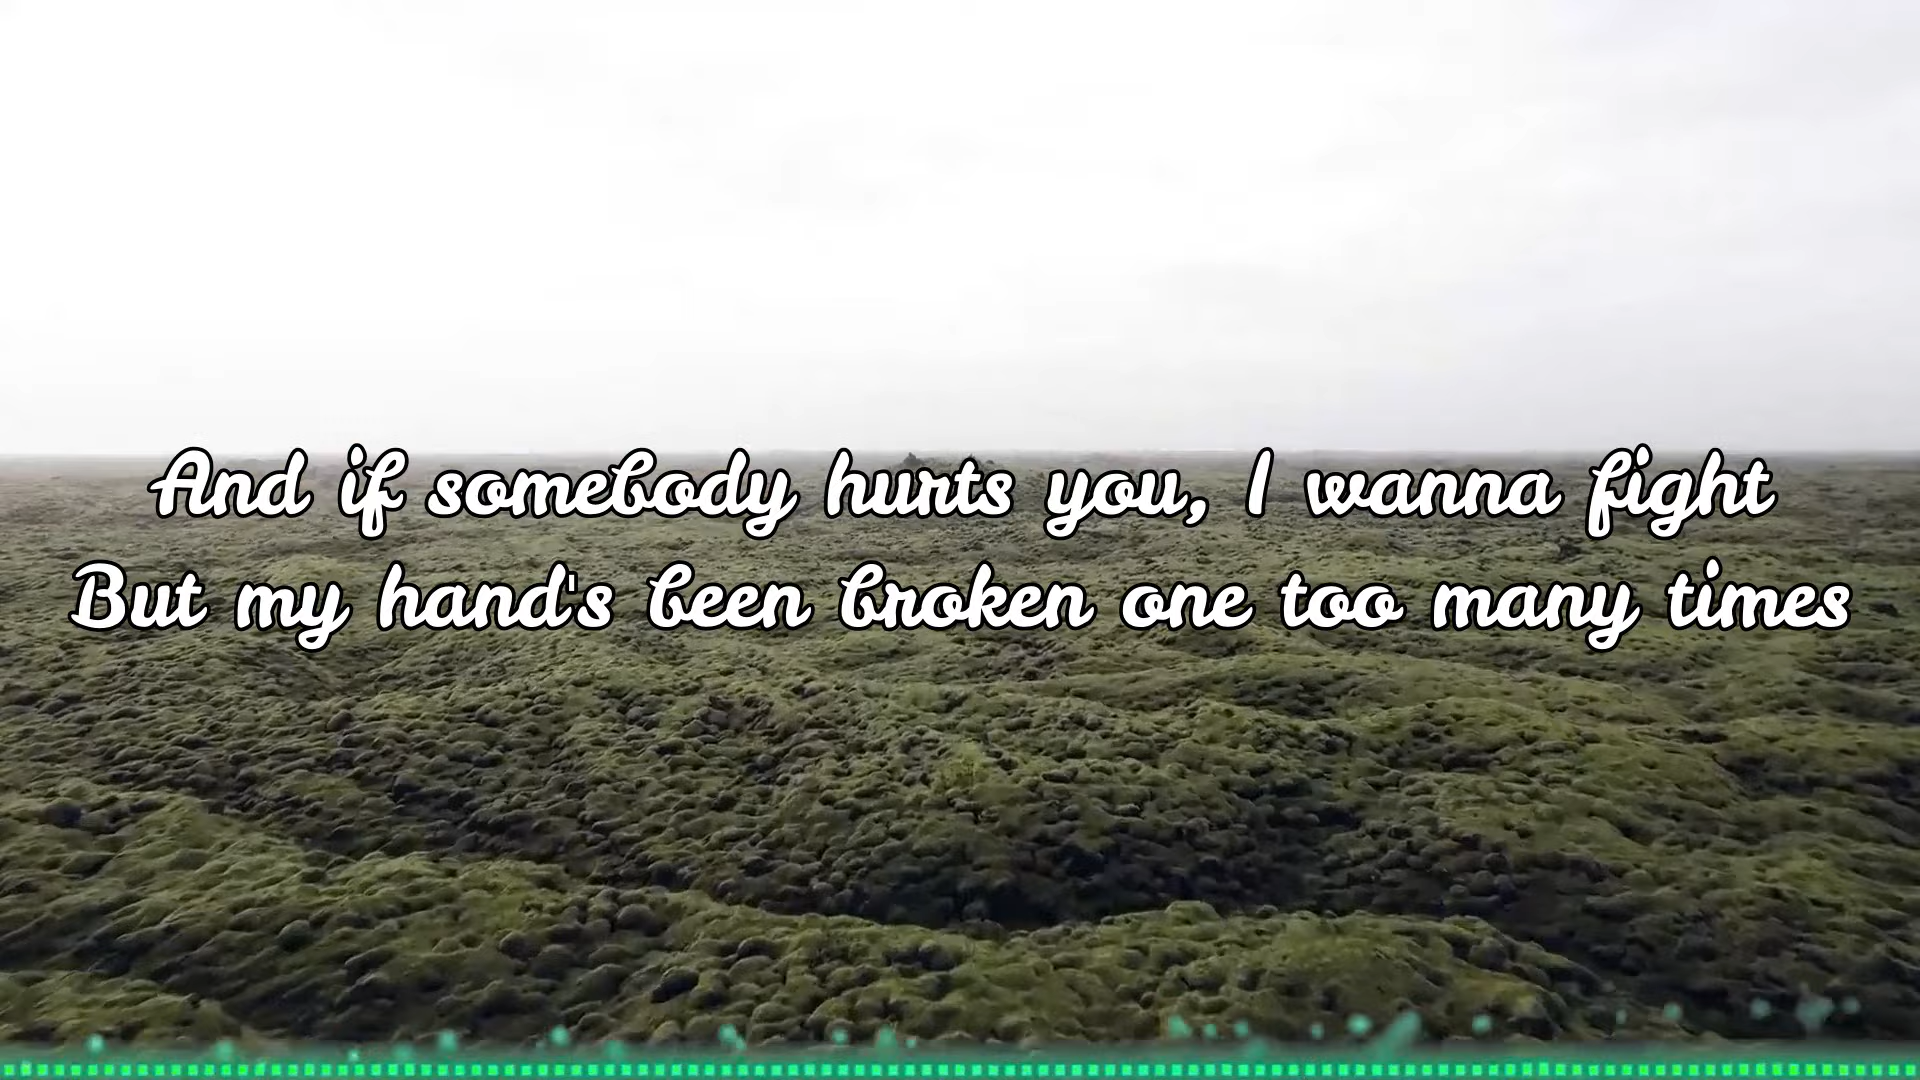 And if somebody hurts you, I wanna fight
But my hand's been broken one too many times